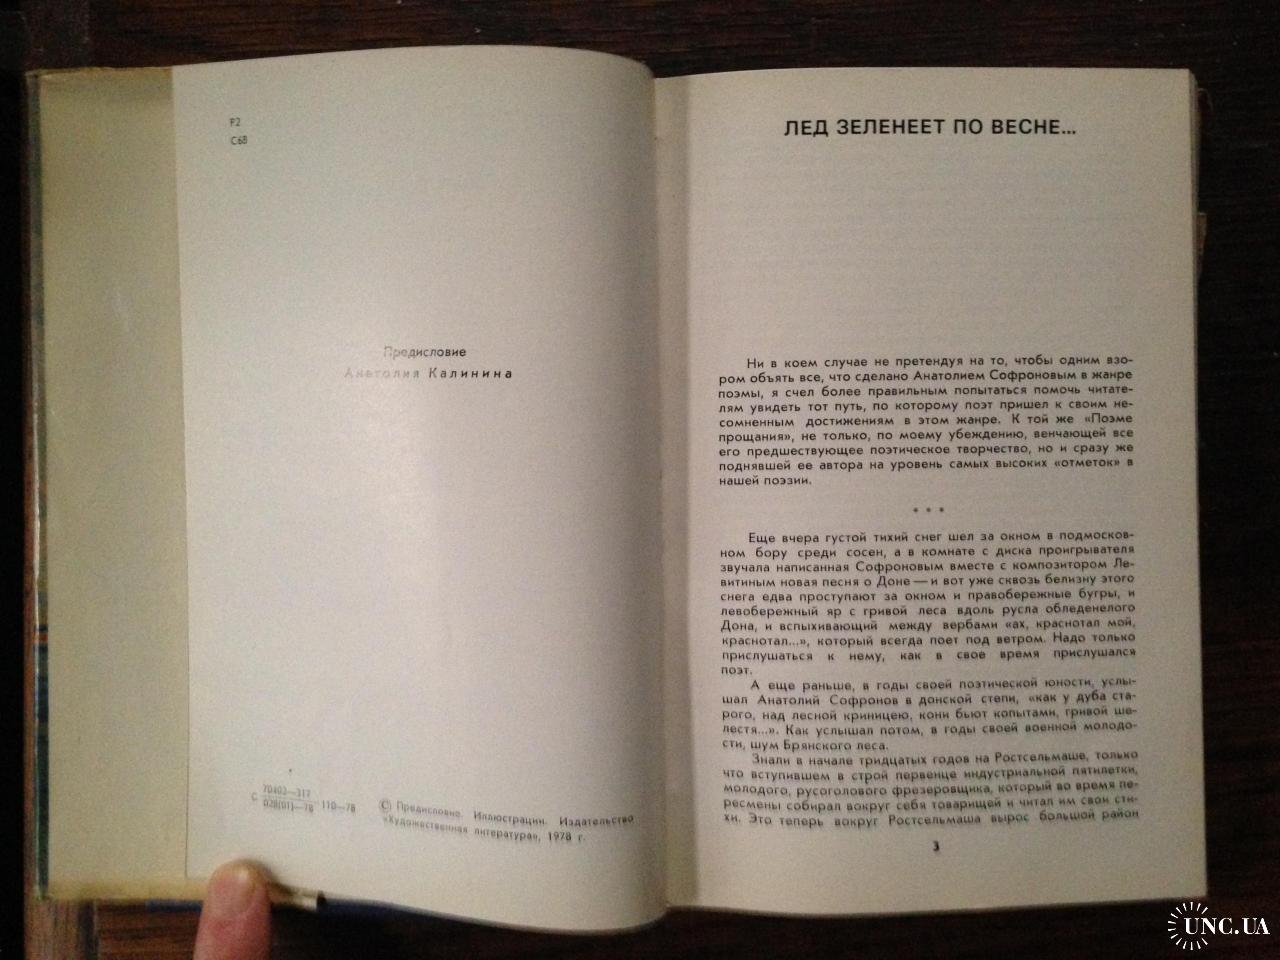 Р2
С68
Предисловие
Анатолия Калинина
С 70402—317
028(01)—78 110—78
© Предисловие. Иллюстрации. Издательство
«Художественная литература», 1978 г.
ЛЕД ЗЕЛЕНЕЕТ ПО ВЕСНЕ...
Ни в коем случае не претендуя на то, чтобы одним взо-
ром объять все, что сделано Анатолием Софроновым в жанре
поэмы, я счел более правильным попытаться помочь читате-
лям увидеть тот путь, по которому поэт пришел к своим не-
сомненным достижениям в этом жанре. К той же «Поэме
прощания», не только, по моему убеждению, венчающей все
его предшествующее поэтическое творчество, но и сразу же
поднявшей ее автора на уровень самых высоких «отметок» в
нашей поэзии.
* * *
Еще вчера густой тихий снег шел за окном в подмосков-
ном бору среди сосен, а в комнате с диска проигрывателя
звучала написанная Софроновым вместе с композитором Ле-
витиным новая песня о Доне — и вот уже сквозь белизну этого
снега едва проступают за окном и правобережные бугры, и
левобережный яр с гривой леса вдоль русла обледенелого
Дона, и вспыхивающий между вербами «ах, краснотал мой,
краснотал...», который всегда поет под ветром. Надо только
прислушаться к нему, как в свое время прислушался
поэт.
А еще раньше, в годы своей поэтической юности, услы-
шал Анатолий Софронов в донской степи, «как у дуба ста-
рого, над лесной криницею, кони бьют копытами, гривой ше-
лестя...». Как услышал потом, в годы своей военной молодо-
сти, шум Брянского леса.
Знали в начале тридцатых годов на Ростсельмаше, только
что вступившем в строй первенце индустриальной пятилетки,
молодого, русоголового фрезеровщика, который во время пе-
ресмены собирал вокруг себя товарищей и читал им свои сти-
хи. Это теперь вокруг Ростсельмаша вырос большой район
3
UNC.UA